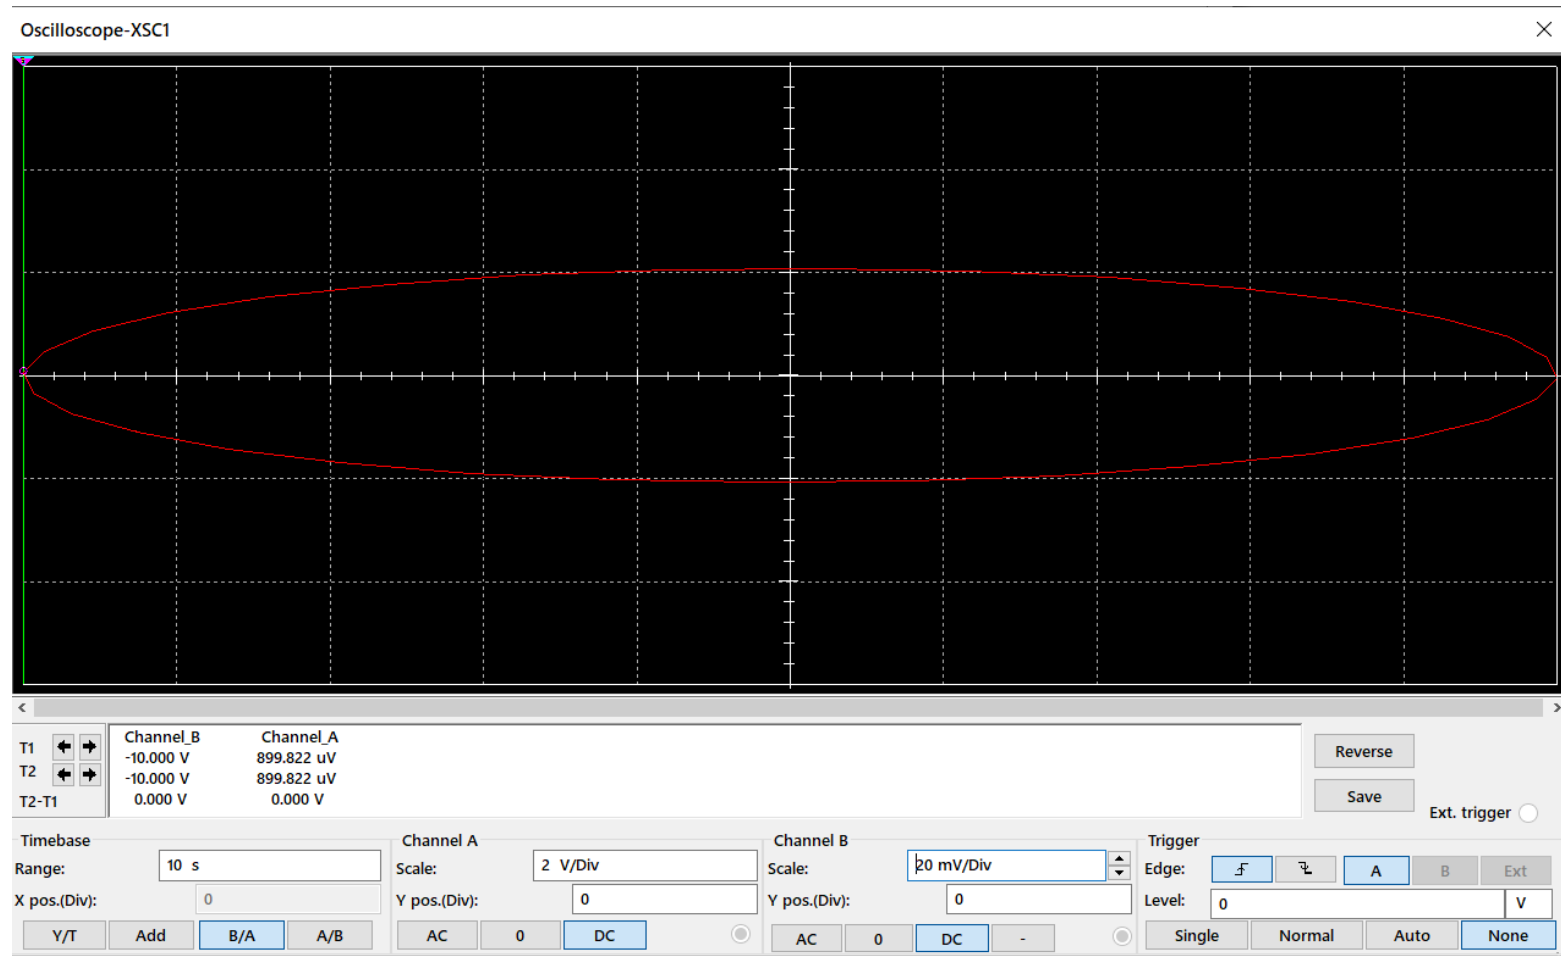 Oscilloscope-XSC1
T1
T2
T2-T1
Channel_B Channel_A
-10.000 V 899.822 uV
-10.000 V 899.822 uV
0.000 V 0.000 V
Reverse
Save
Ext. trigger
Timebase
Range: 10 s
X pos.(Div): 0
Y/T Add B/A A/B
Channel A
Scale: 2 V/Div
Y pos.(Div): 0
AC 0 DC
Channel B
Scale: 20 mV/Div
Y pos.(Div): 0
AC 0 DC -
Trigger
Edge: A B Ext
Level: 0 V
Single Normal Auto None